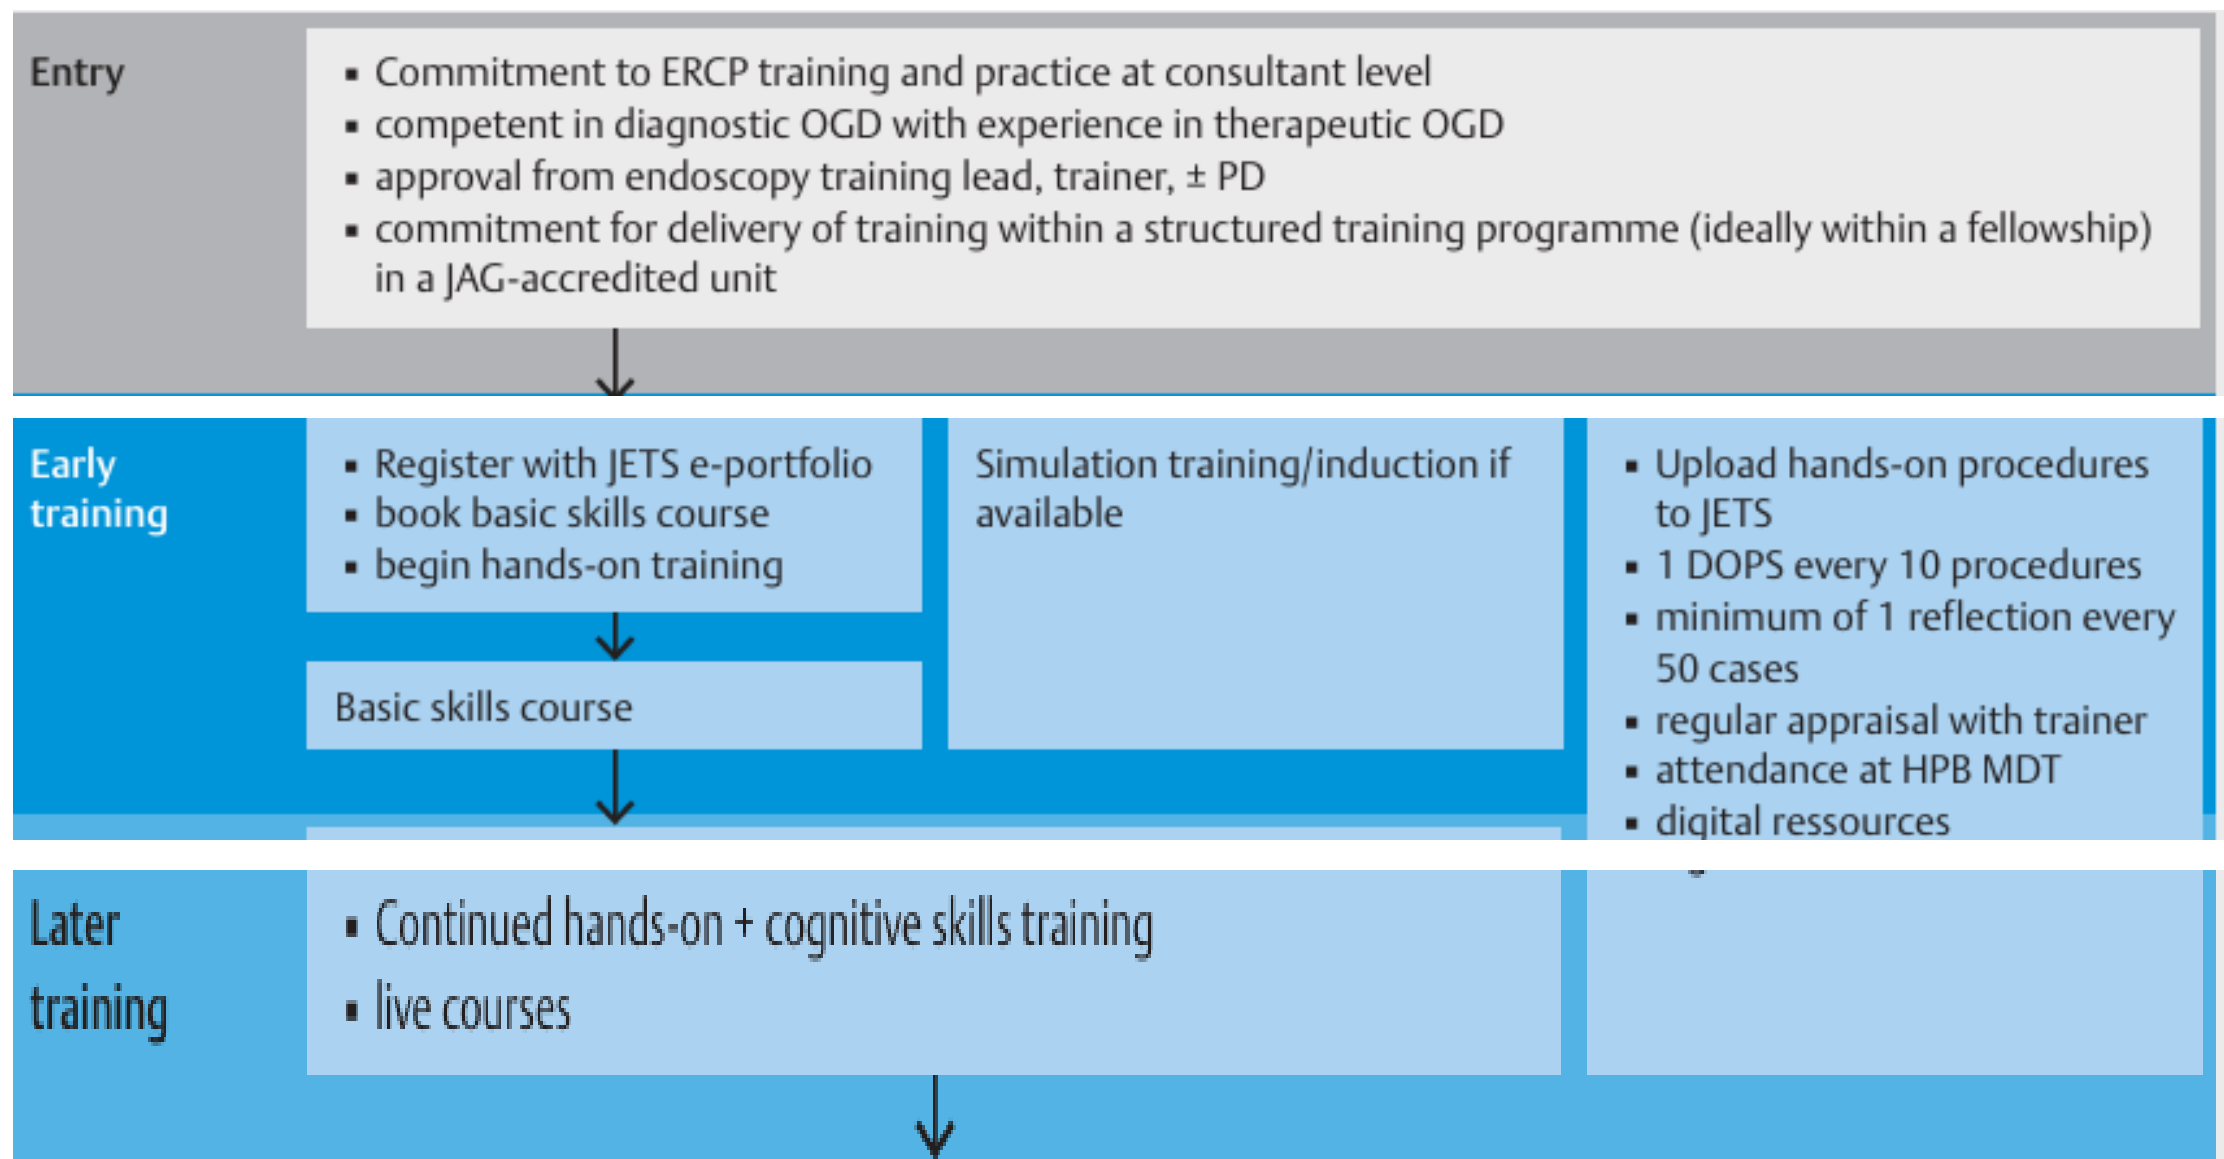 Entry
▪ Commitment to ERCP training and practice at consultant level
▪ competent in diagnostic OGD with experience in therapeutic OGD
▪ approval from endoscopy training lead, trainer, ± PD
▪ commitment for delivery of training within a structured training programme (ideally within a fellowship)
in a JAG-accredited unit
Early
training
▪ Register with JETS e-portfolio
▪ book basic skills course
▪ begin hands-on training
Basic skills course
Simulation training/induction if
available
▪ Upload hands-on procedures
to JETS
▪ 1 DOPS every 10 procedures
▪ minimum of 1 reflection every
50 cases
▪ regular appraisal with trainer
▪ attendance at HPB MDT
▪ digital ressources
Later
training
▪ Continued hands-on + cognitive skills training
▪ live courses